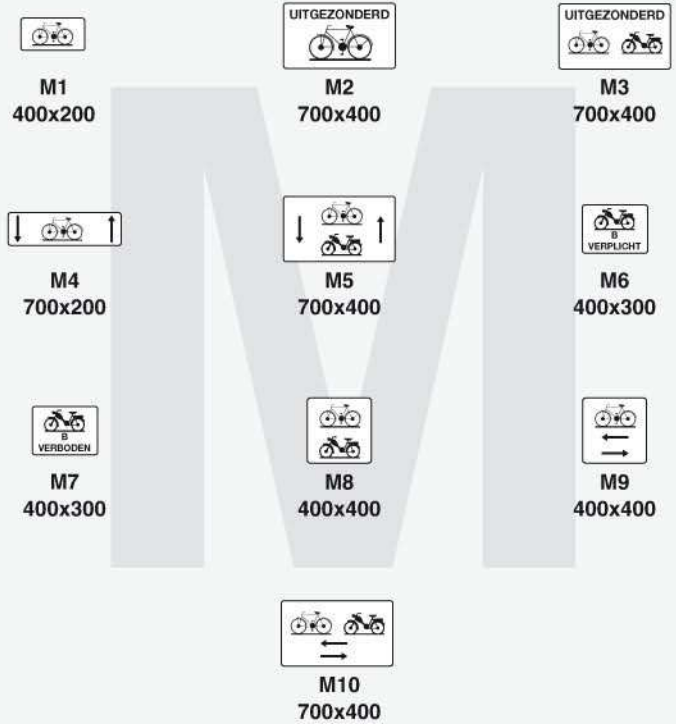 UITGEZONDERD
UITGEZONDERD
M1
400x200
M2
700x400
M3
700x400
M4
700x200
M5
700x400
B
VERPLICHT
M6
400x300
B
VERBODEN
M7
400x300
M8
400x400
M9
400x400
M10
700x400
M